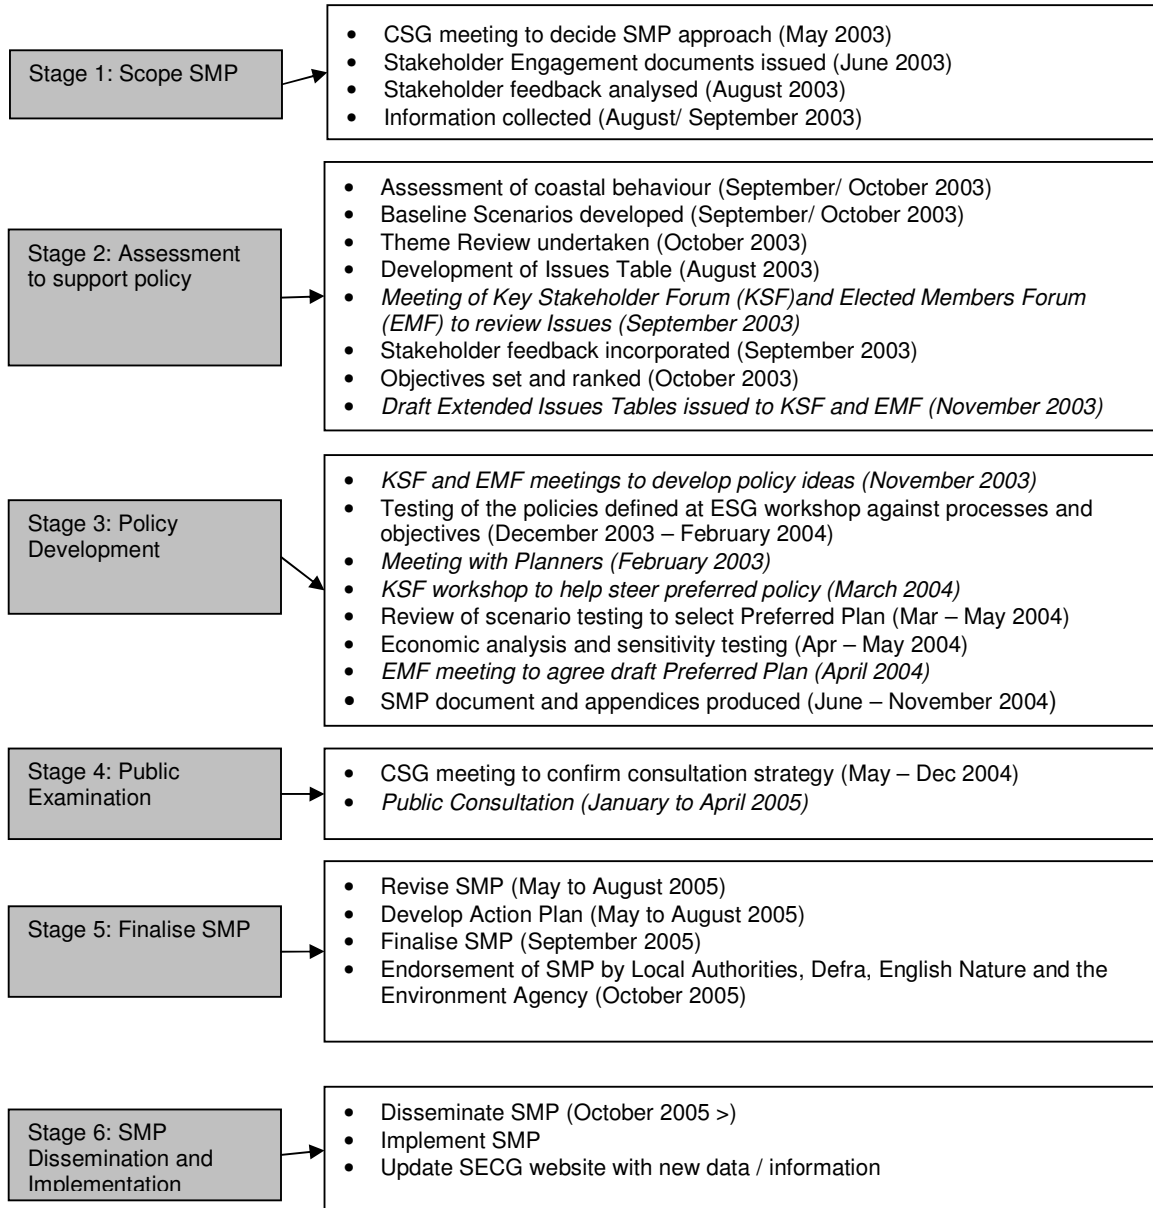 Stage 1: Scope SMP
• CSG meeting to decide SMP approach (May 2003)
• Stakeholder Engagement documents issued (June 2003)
• Stakeholder feedback analysed (August 2003)
• Information collected (August/ September 2003)
Stage 2: Assessment
to support policy
• Assessment of coastal behaviour (September/ October 2003)
• Baseline Scenarios developed (September/ October 2003)
• Theme Review undertaken (October 2003)
• Development of Issues Table (August 2003)
• Meeting of Key Stakeholder Forum (KSF)and Elected Members Forum
(EMF) to review Issues (September 2003)
• Stakeholder feedback incorporated (September 2003)
• Objectives set and ranked (October 2003)
• Draft Extended Issues Tables issued to KSF and EMF (November 2003)
Stage 3: Policy
Development
• KSF and EMF meetings to develop policy ideas (November 2003)
• Testing of the policies defined at ESG workshop against processes and
objectives (December 2003 – February 2004)
• Meeting with Planners (February 2003)
• KSF workshop to help steer preferred policy (March 2004)
• Review of scenario testing to select Preferred Plan (Mar – May 2004)
• Economic analysis and sensitivity testing (Apr – May 2004)
• EMF meeting to agree draft Preferred Plan (April 2004)
• SMP document and appendices produced (June – November 2004)
Stage 4: Public
Examination
• CSG meeting to confirm consultation strategy (May – Dec 2004)
• Public Consultation (January to April 2005)
Stage 5: Finalise SMP
• Revise SMP (May to August 2005)
• Develop Action Plan (May to August 2005)
• Finalise SMP (September 2005)
• Endorsement of SMP by Local Authorities, Defra, English Nature and the
Environment Agency (October 2005)
Stage 6: SMP
Dissemination and
Implementation
• Disseminate SMP (October 2005 >)
• Implement SMP
• Update SECG website with new data / information